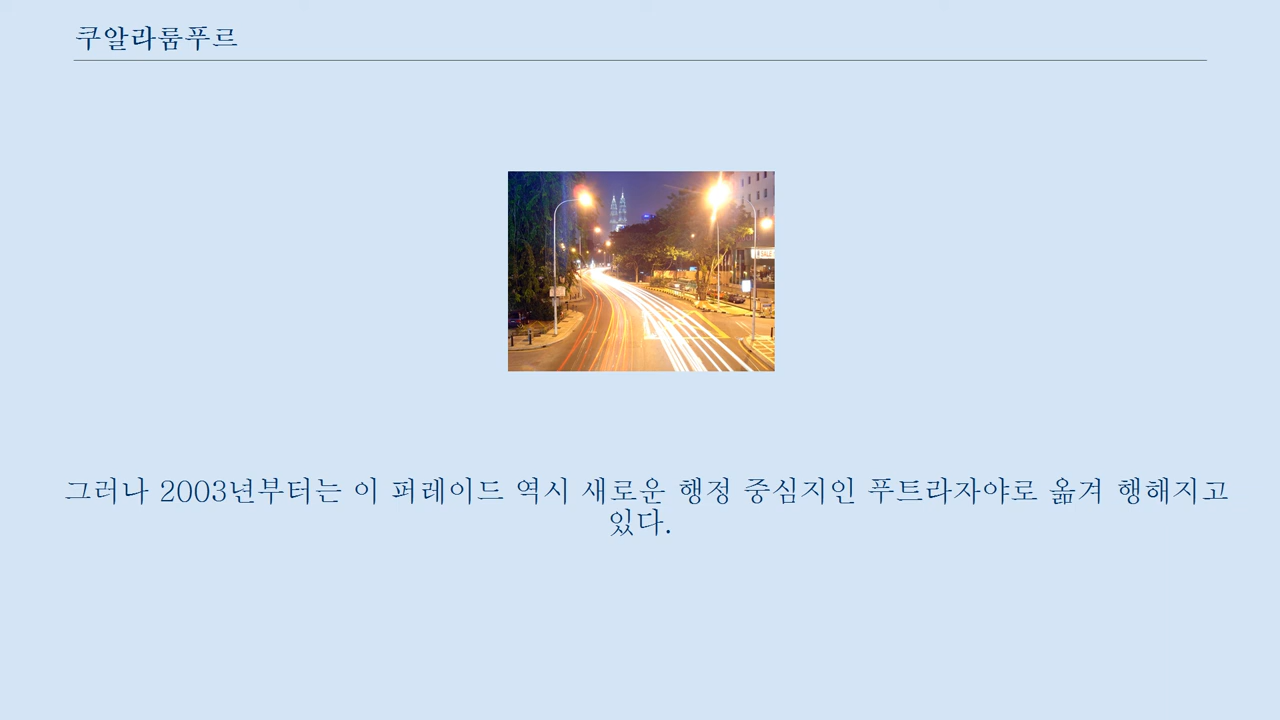 쿠알라룸푸르
그러나 2003년부터는 이 퍼레이드 역시 새로운 행정 중심지인 푸트라자야로 옮겨 행해지고
있다.